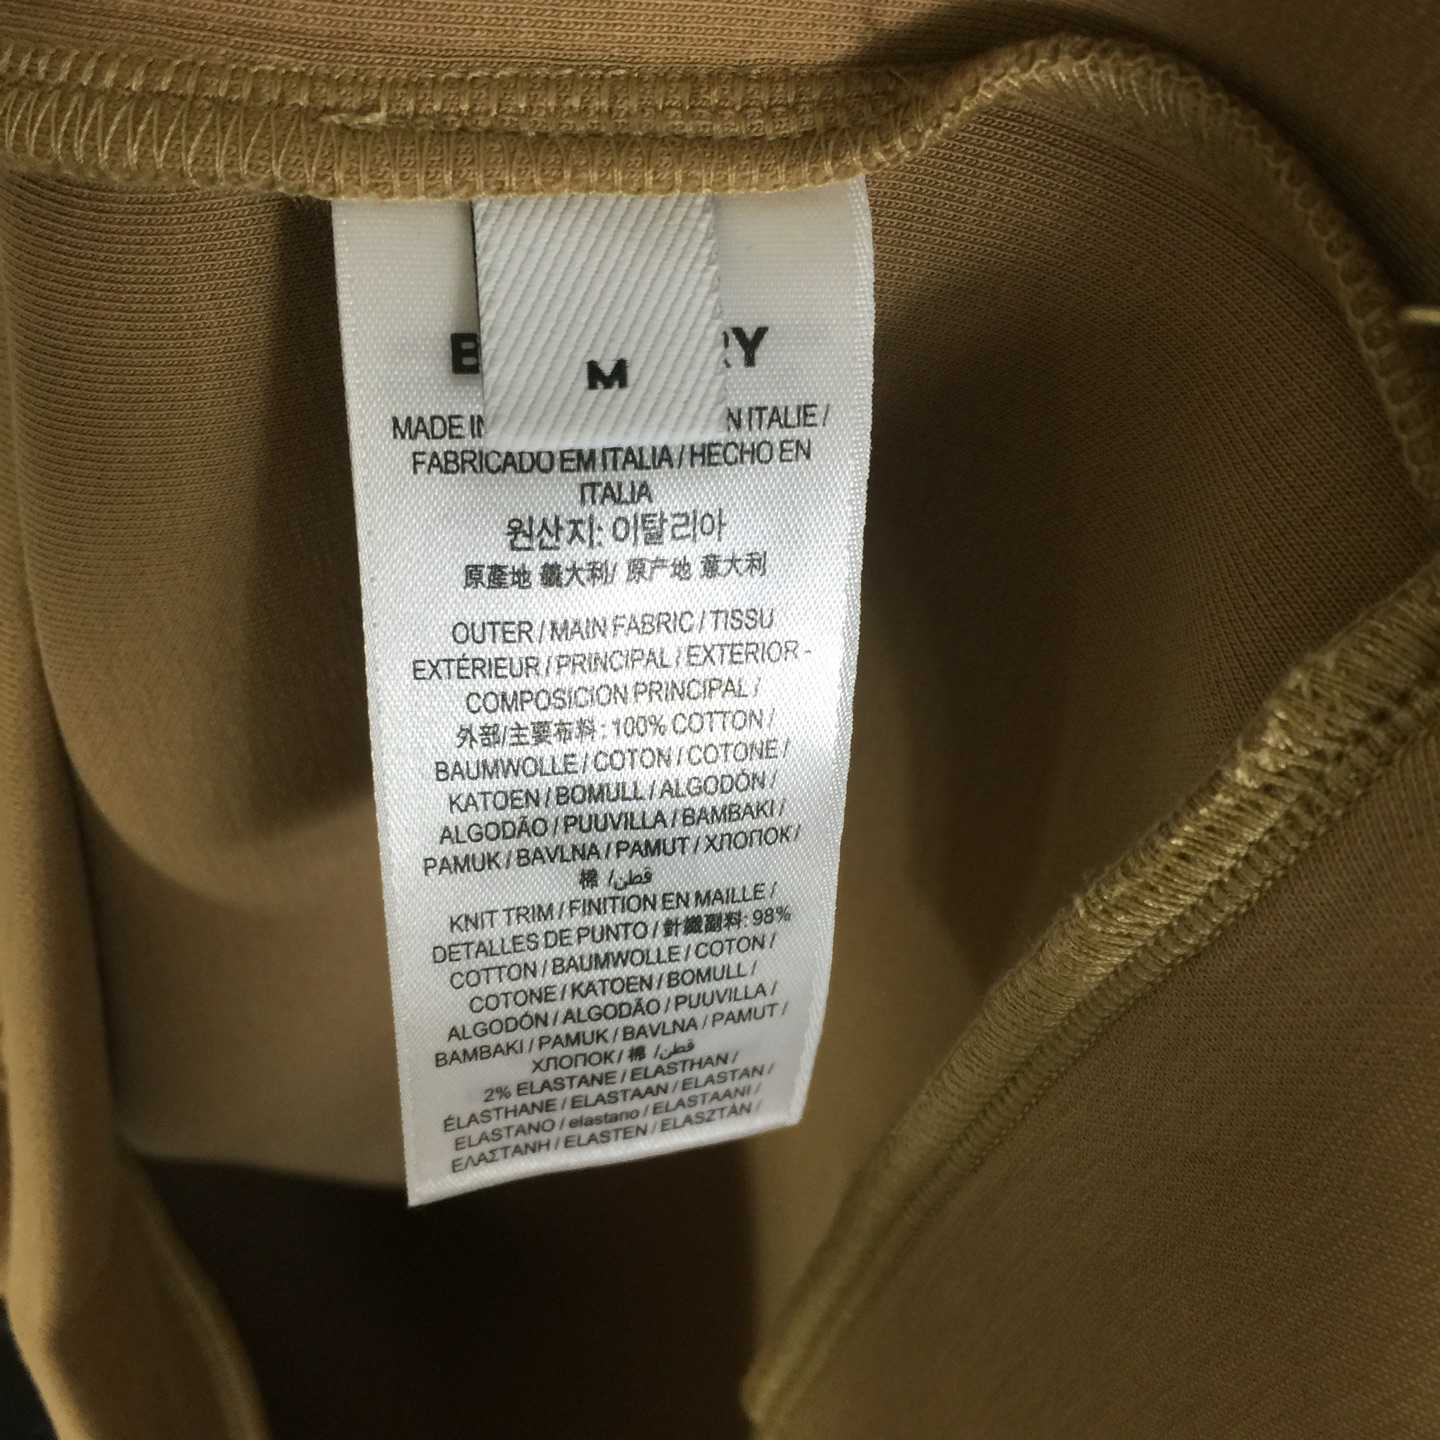 M
MADE IN ITALIE /
FABRICADO EM ITALIA / HECHO EN
ITALIA
원산지: 이탈리아
原產地 義大利/ 原产地 意大利
OUTER / MAIN FABRIC / TISSU
EXTÉRIEUR / PRINCIPAL / EXTERIOR -
COMPOSICION PRINCIPAL /
外部/主要布料 : 100% COTTON /
BAUMWOLLE / COTON / COTONE /
KATOEN / BOMULL / ALGODÓN /
ALGODÃO / PUUVILLA / BAMBAKI /
PAMUK / BAVLNA / PAMUT / ХЛОПОК /
棉 /قطن/
KNIT TRIM / FINITION EN MAILLE /
DETALLES DE PUNTO / 針織副料: 98%
COTTON / BAUMWOLLE / COTON /
COTONE / KATOEN / BOMULL /
ALGODÓN / ALGODÃO / PUUVILLA /
BAMBAKI / PAMUK / BAVLNA / PAMUT /
ХЛОПОК / 棉 /قطن/
2% ELASTANE / ELASTHAN /
ÉLASTHANE / ELASTAAN / ELASTAN /
ELASTANO / elastano / ELASTAANI /
ΕΛΑΣΤΑΝΗ / ELASTEN / ELASZTÁN /